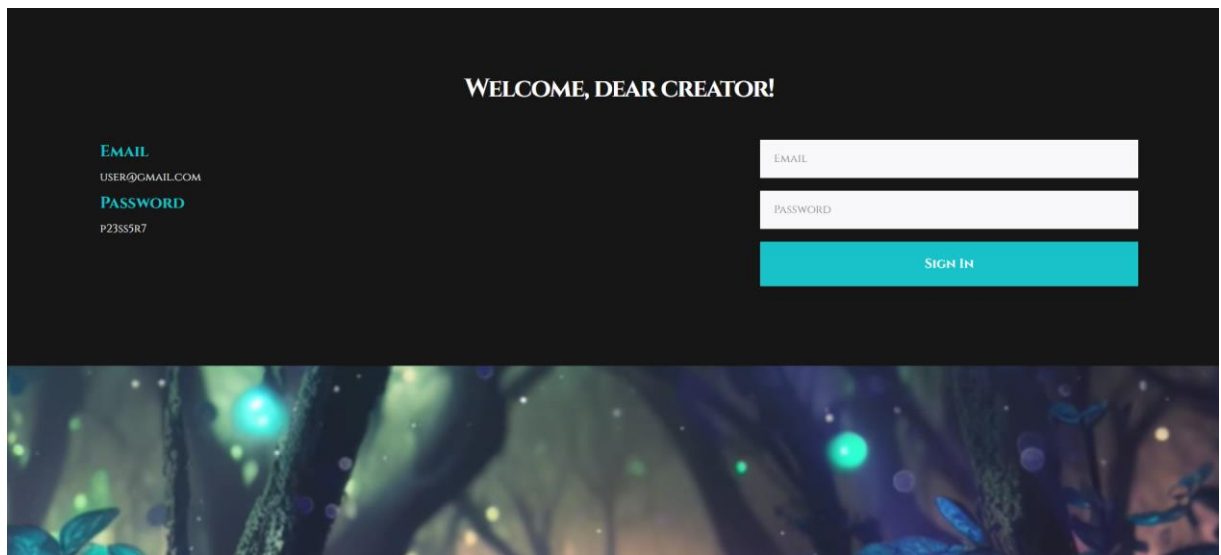 Welcome, dear creator!
Email
user@gmail.com
Password
p23ss5r7
Email
Password
Sign In